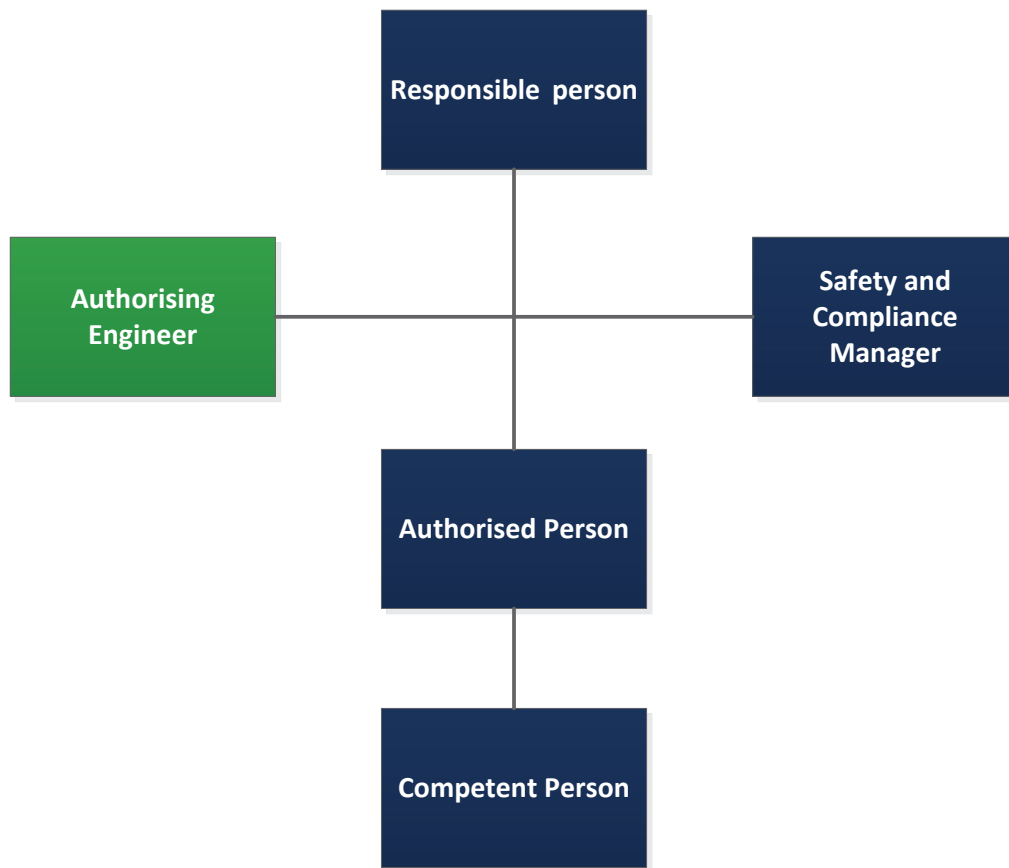 Responsible person
Authorising
Engineer
Safety and
Compliance
Manager
Authorised Person
Competent Person